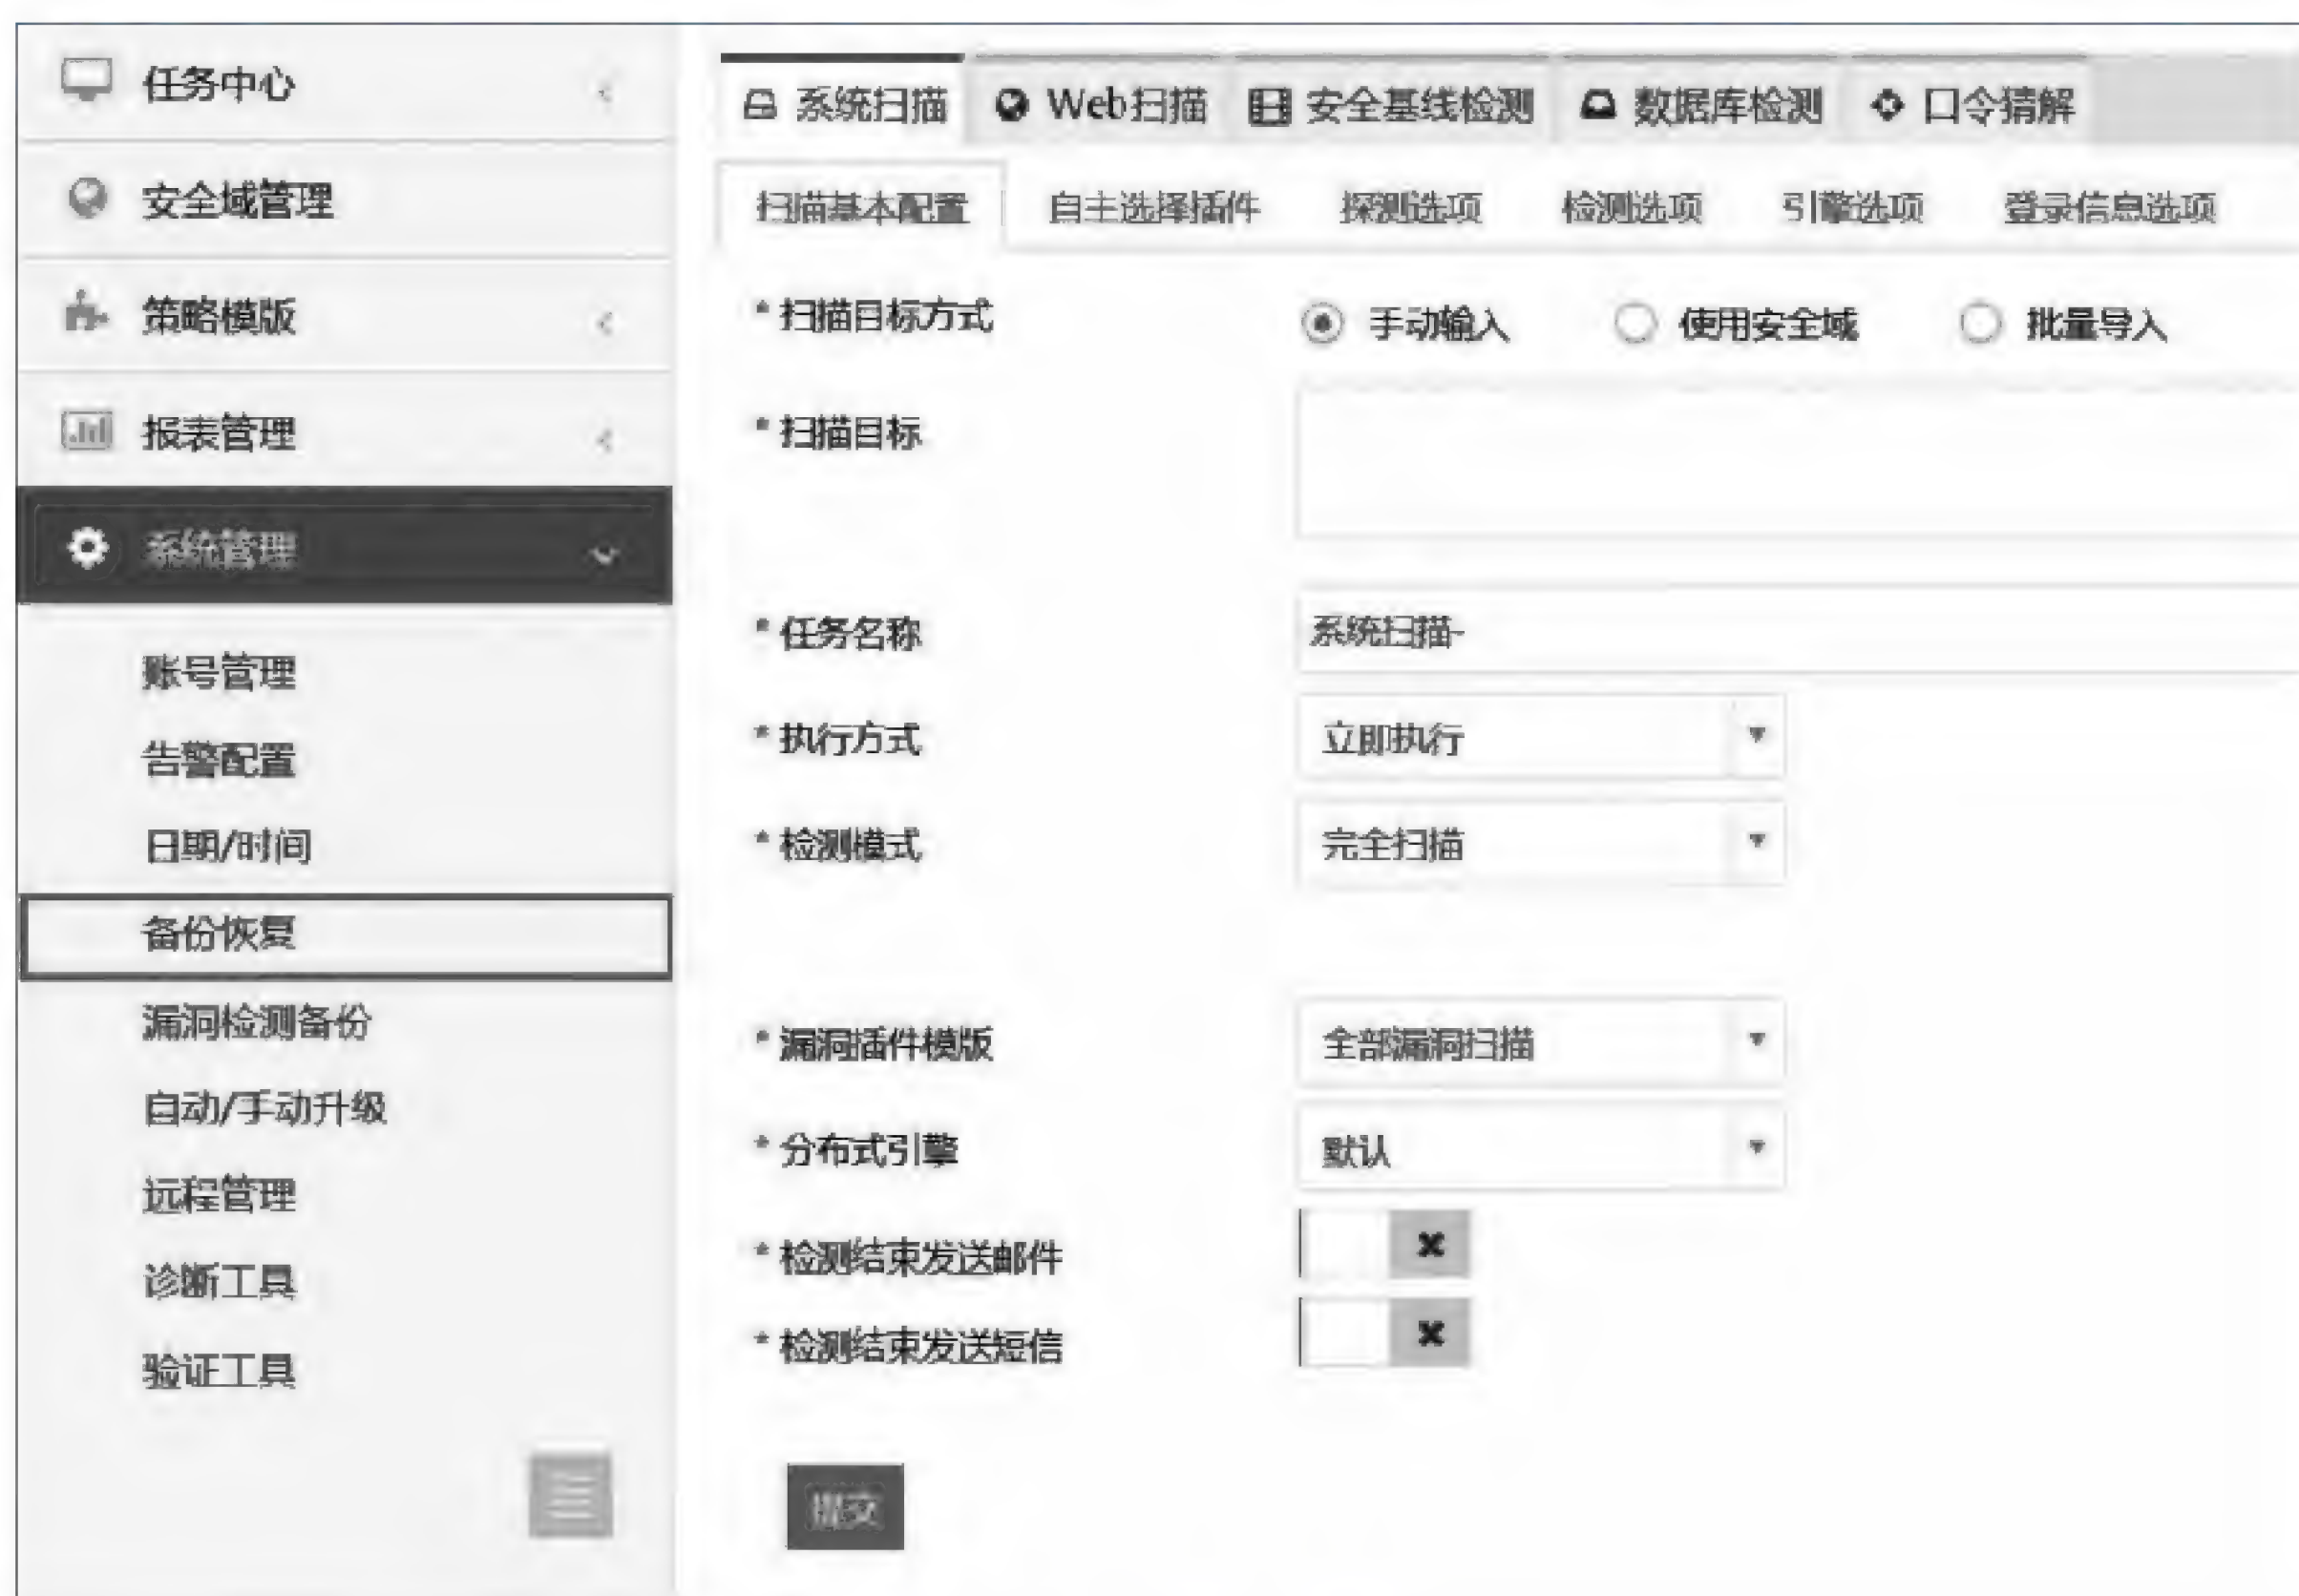 任务中心
安全域管理
策略模版
报表管理
系统管理
账号管理
告警配置
日期/时间
备份恢复
漏洞检测备份
自动/手动升级
远程管理
诊断工具
验证工具
系统扫描 Web扫描 安全基线检测 数据库检测 口令猜解
扫描基本配置 自主选择插件 探测选项 检测选项 引擎选项 登录信息选项
* 扫描目标方式 手动输入 使用安全域 批量导入
* 扫描目标
* 任务名称 系统扫描-
* 执行方式 立即执行
* 检测模式 完全扫描
* 漏洞插件模版 全部漏洞扫描
* 分布式引擎 默认
* 检测结束发送邮件
* 检测结束发送短信
提交